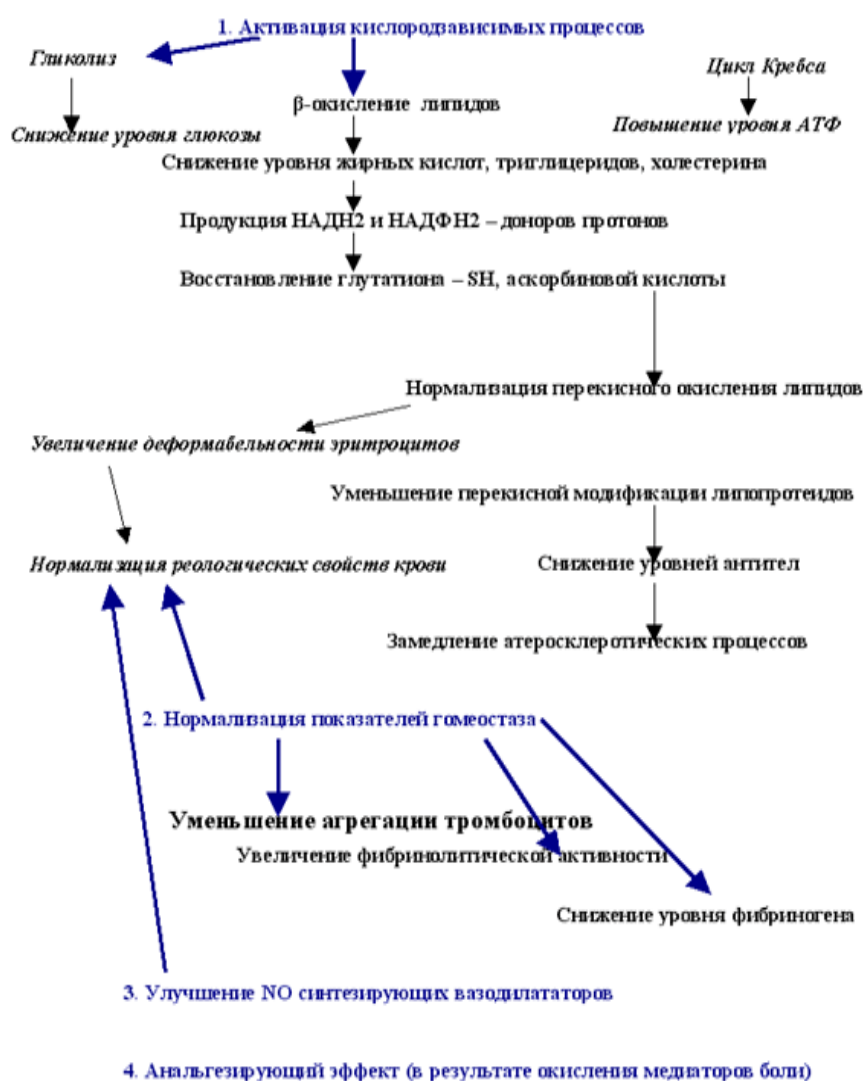 1. Активация кислородзависимых процессов
Гликолиз
Цикл Кребса
β-окисление липидов
Снижение уровня глюкозы
Повышение уровня АТФ
Снижение уровня жирных кислот, триглицеридов, холестерина
Продукция НАДН2 и НАДФН2 – доноров протонов
Восстановление глутатиона – SH, аскорбиновой кислоты
Нормализация перекисного окисления липидов
Увеличение деформабельности эритроцитов
Уменьшение перекисной модификации липопротеидов
Нормализация реологических свойств крови
Снижение уровней антител
Замедление атеросклеротических процессов
2. Нормализация показателей гомеостаза
Уменьшение агрегации тромбоцитов
Увеличение фибринолитической активности
Снижение уровня фибриногена
3. Улучшение NO синтезирующих вазодилататоров
4. Анальгезирующий эффект (в результате окисления медиаторов боли)